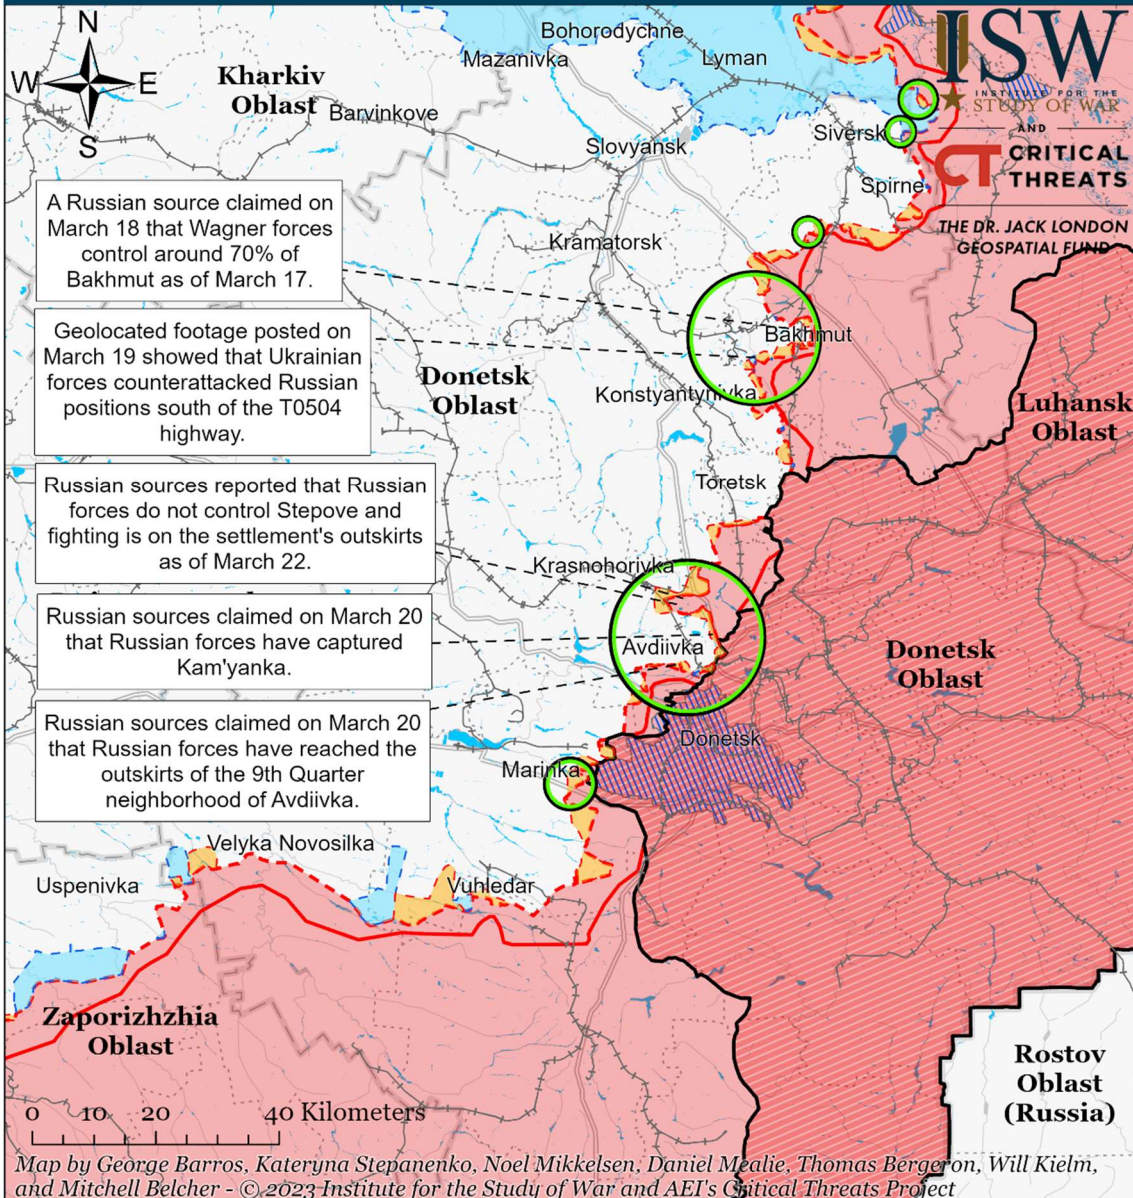 N
W
E
S
Kharkiv
Oblast
Barvinkove
Bohorodychne
Mazanivka
Lyman
ISW
INSTITUTE FOR THE
STUDY OF WAR
AND
CT CRITICAL
THREATS
THE DR. JACK LONDON
GEOSPATIAL FUND
Slovyansk
Siversk
Spirne
Kramatorsk
A Russian source claimed on
March 18 that Wagner forces
control around 70% of
Bakhmut as of March 17.
Geolocated footage posted on
March 19 showed that Ukrainian
forces counterattacked Russian
positions south of the T0504
highway.
Bakhmut
Donetsk
Oblast
Konstyantynivka
Luhansk
Oblast
Toretsk
Russian sources reported that Russian
forces do not control Stepove and
fighting is on the settlement's outskirts
as of March 22.
Krasnohorivka
Russian sources claimed on March 20
that Russian forces have captured
Kam'yanka.
Avdiivka
Donetsk
Oblast
Russian sources claimed on March 20
that Russian forces have reached the
outskirts of the 9th Quarter
neighborhood of Avdiivka.
Donetsk
Marinka
Velyka Novosilka
Uspenivka
Vuhledar
Zaporizhzhia
Oblast
Rostov
Oblast
(Russia)
0 10 20 40 Kilometers
Map by George Barros, Kateryna Stepanenko, Noel Mikkelsen, Daniel Mealie, Thomas Bergeron, Will Kielm,
and Mitchell Belcher - © 2023 Institute for the Study of War and AEI's Critical Threats Project